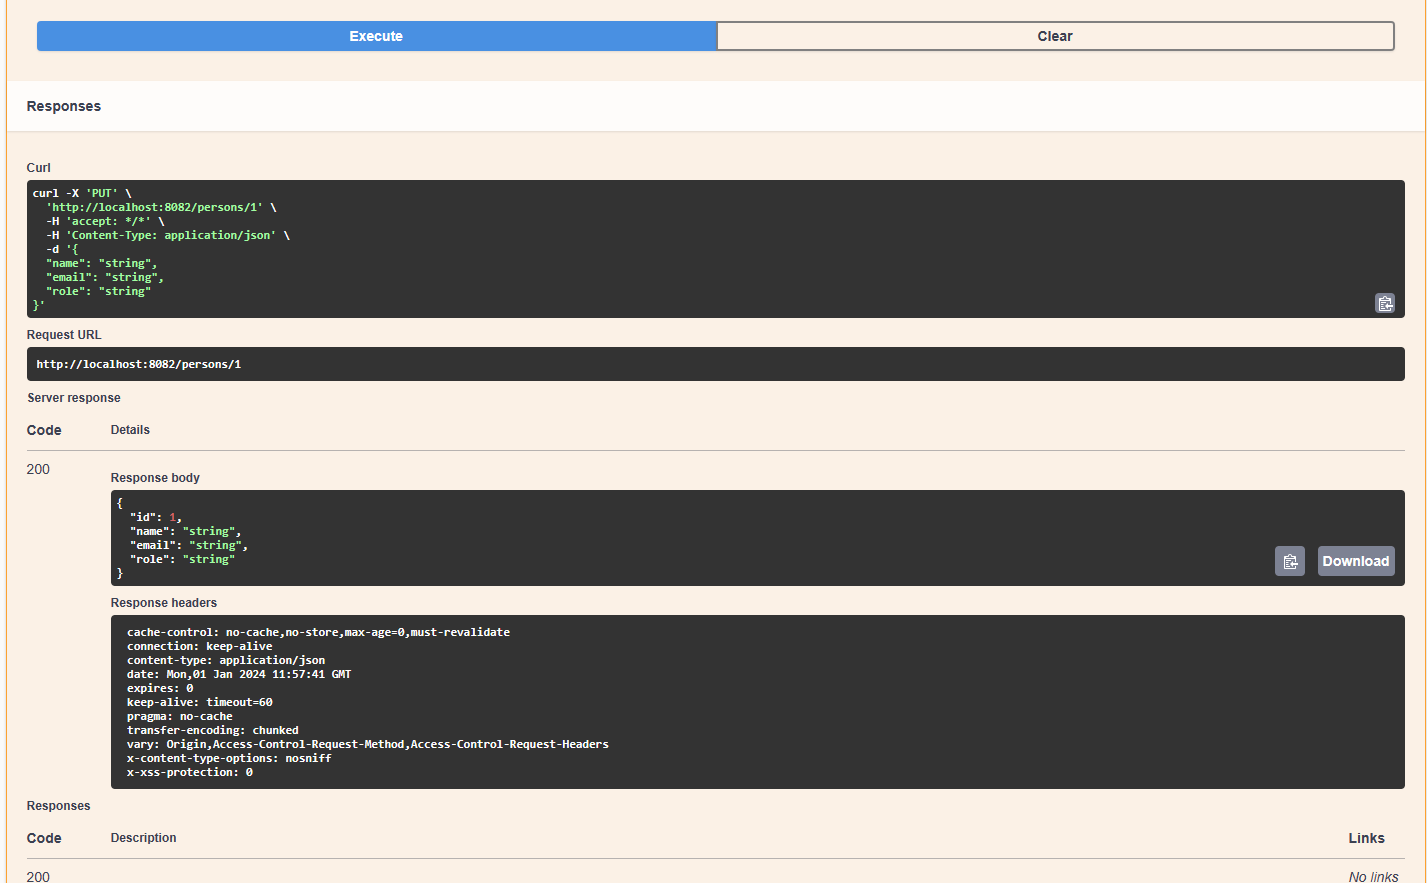 Execute
Clear
Responses
Curl
curl -X 'PUT' \
  'http://localhost:8082/persons/1' \
  -H 'accept: */*' \
  -H 'Content-Type: application/json' \
  -d '{
  "name": "string",
  "email": "string",
  "role": "string"
}'
Request URL
http://localhost:8082/persons/1
Server response
Code Details
200
Response body
{
  "id": 1,
  "name": "string",
  "email": "string",
  "role": "string"
}
Download
Response headers
cache-control: no-cache,no-store,max-age=0,must-revalidate
connection: keep-alive
content-type: application/json
date: Mon,01 Jan 2024 11:57:41 GMT
expires: 0
keep-alive: timeout=60
pragma: no-cache
transfer-encoding: chunked
vary: Origin,Access-Control-Request-Method,Access-Control-Request-Headers
x-content-type-options: nosniff
x-xss-protection: 0
Responses
Code Description Links
200 No links